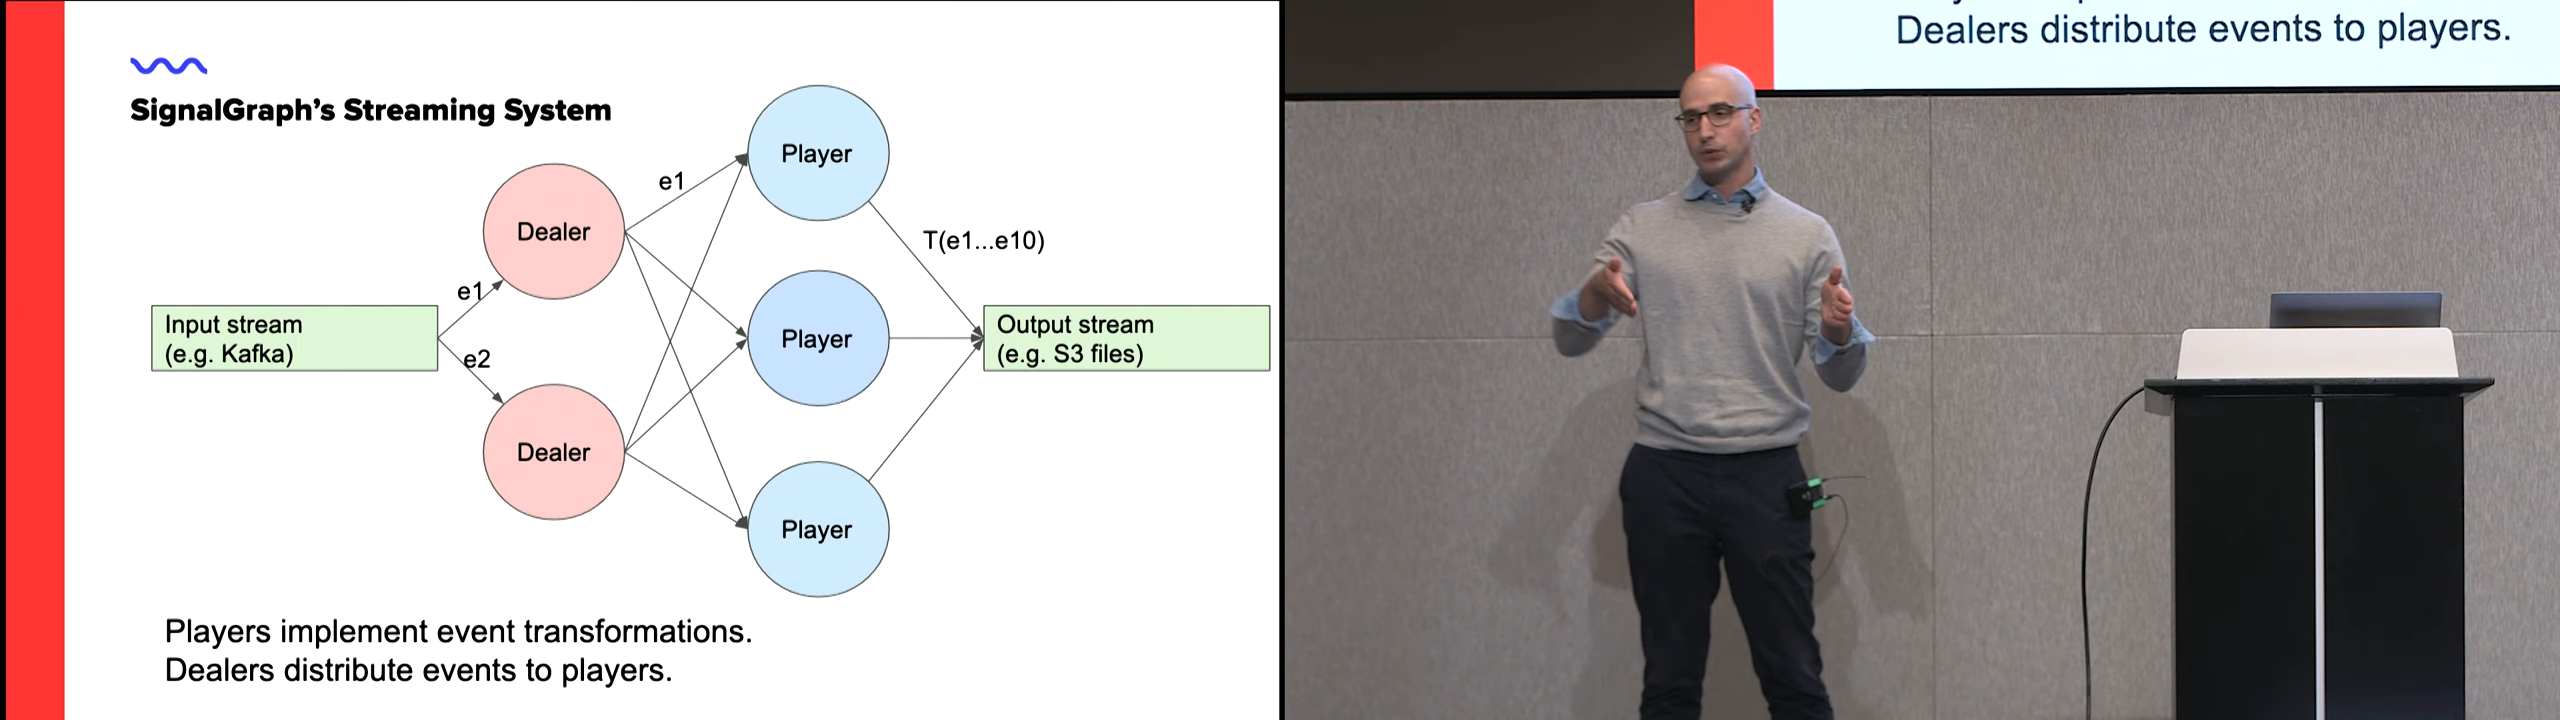 SignalGraph's Streaming System
Player
e1
Dealer
T(e1...e10)
e1
Input stream
(e.g. Kafka)
Player
Output stream
(e.g. S3 files)
e2
Dealer
Player
Players implement event transformations.
Dealers distribute events to players.
Dealers distribute events to players.